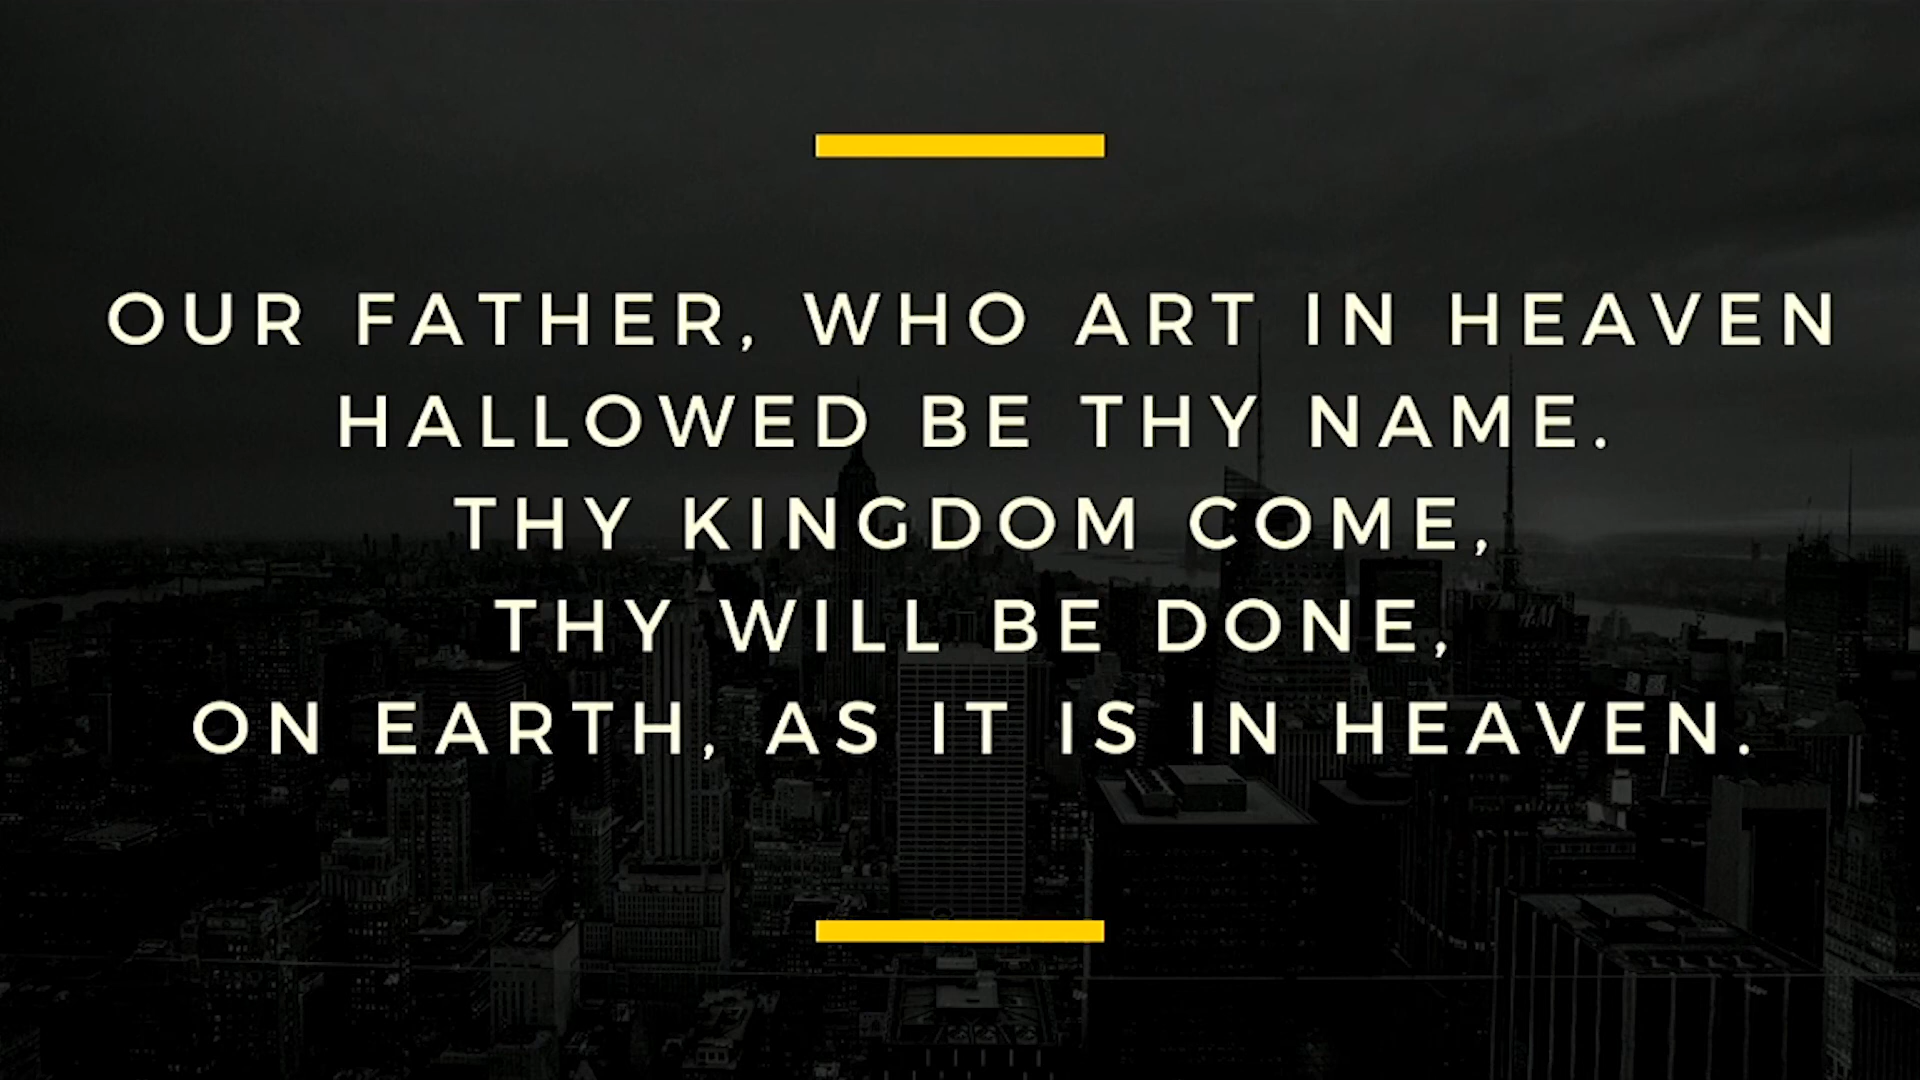 OUR FATHER, WHO ART IN HEAVEN
HALLOWED BE THY NAME.
THY KINGDOM COME,
THY WILL BE DONE,
ON EARTH, AS IT IS IN HEAVEN.
H&M